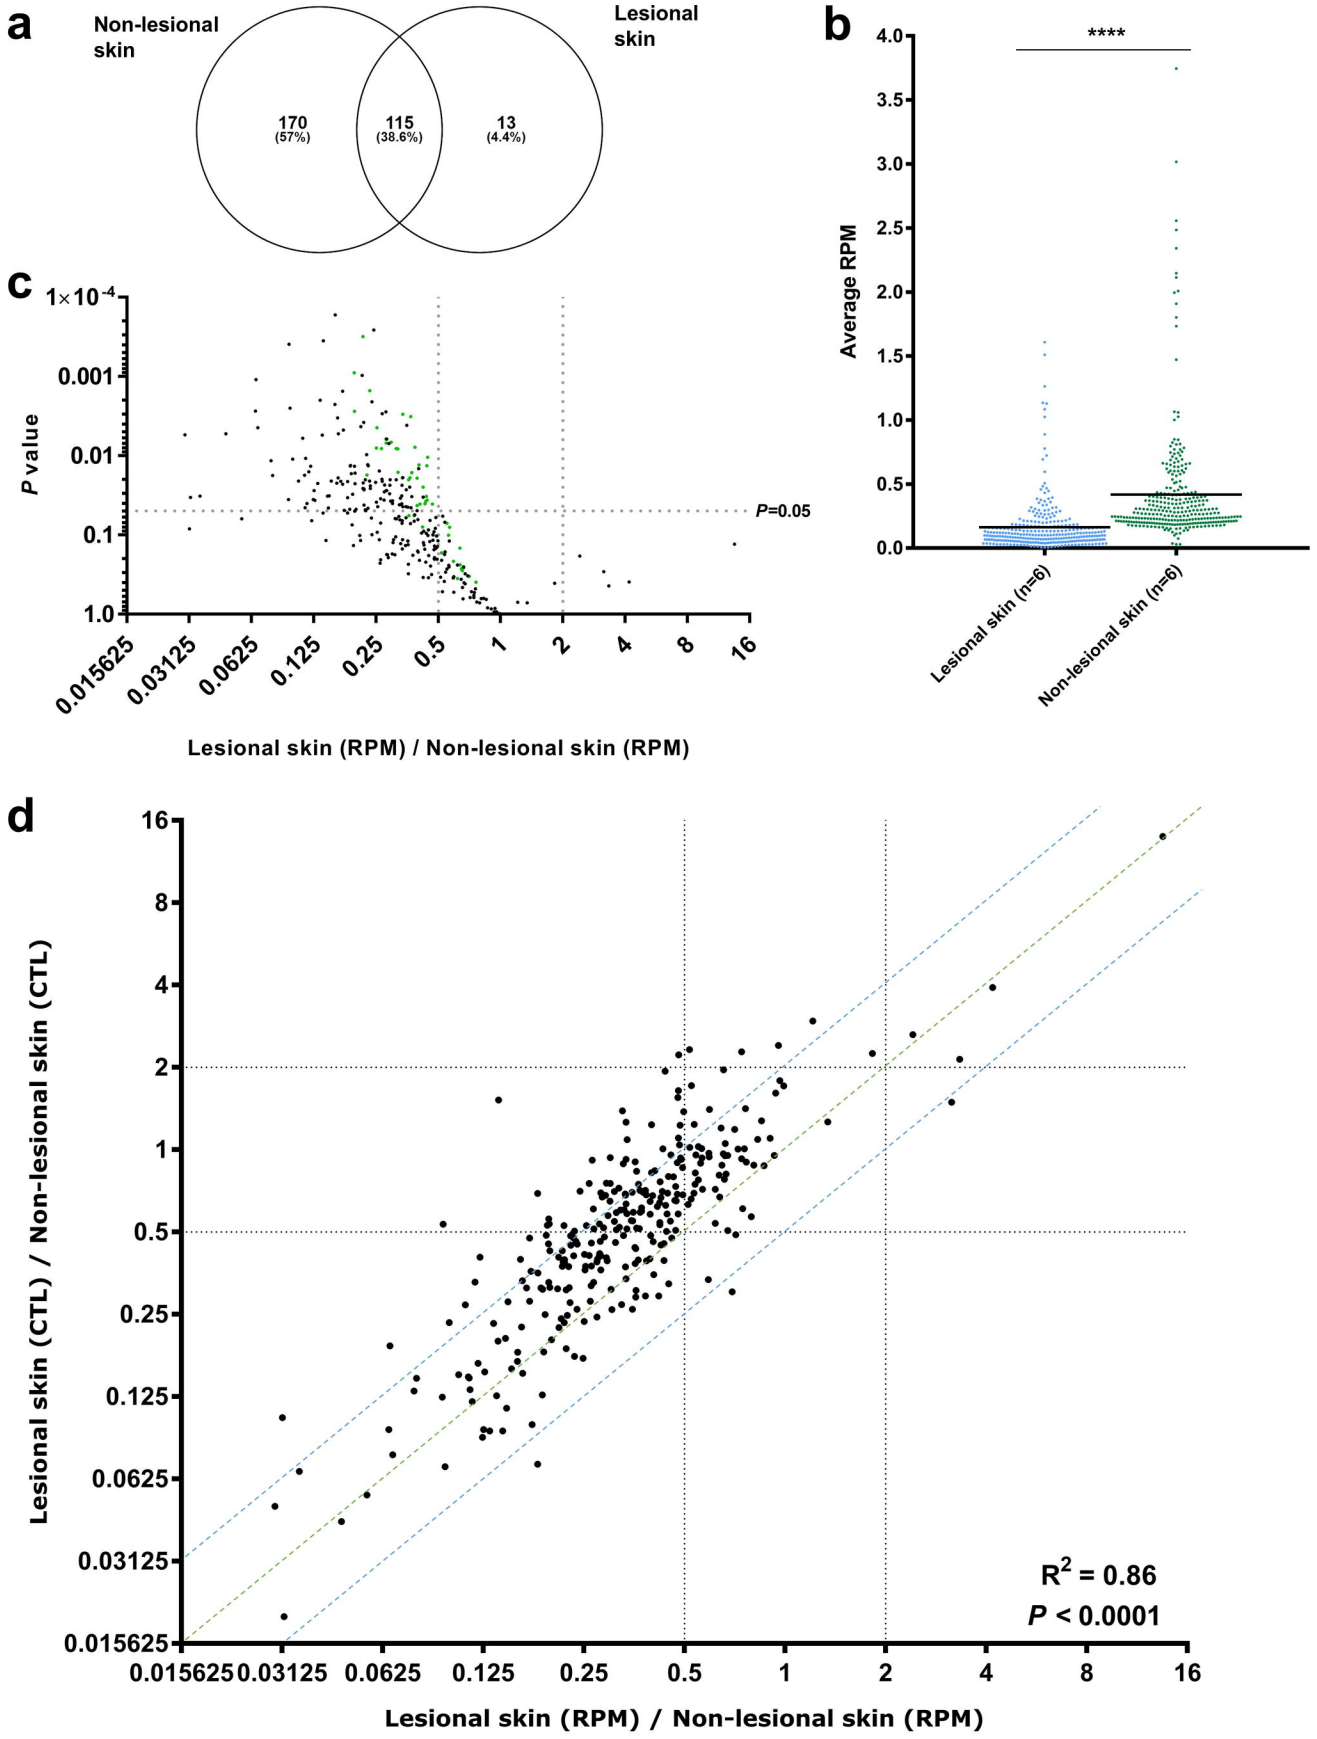 a
Non-lesional
skin
Lesional
skin
170
(57%)
115
(38.6%)
13
(4.4%)
b
****
4.0
3.5
3.0
2.5
2.0
1.5
1.0
0.5
0.0
Average RPM
Lesional skin (n=6)
Non-lesional skin (n=6)
c
1×10-4
0.001
0.01
0.1
1.0
P value
P=0.05
0.015625
0.03125
0.0625
0.125
0.25
0.5
1
2
4
8
16
Lesional skin (RPM) / Non-lesional skin (RPM)
d
16
8
4
2
1
0.5
0.25
0.125
0.0625
0.03125
0.015625
Lesional skin (CTL) / Non-lesional skin (CTL)
R2 = 0.86
P < 0.0001
0.015625 0.03125 0.0625 0.125 0.25 0.5 1 2 4 8 16
Lesional skin (RPM) / Non-lesional skin (RPM)